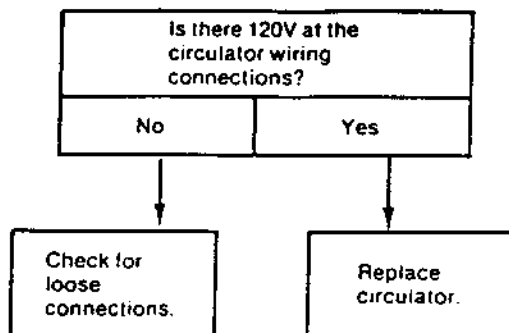 Is there 120V at the
circulator wiring
connections?
No
Yes
Check for
loose
connections.
Replace
circulator.